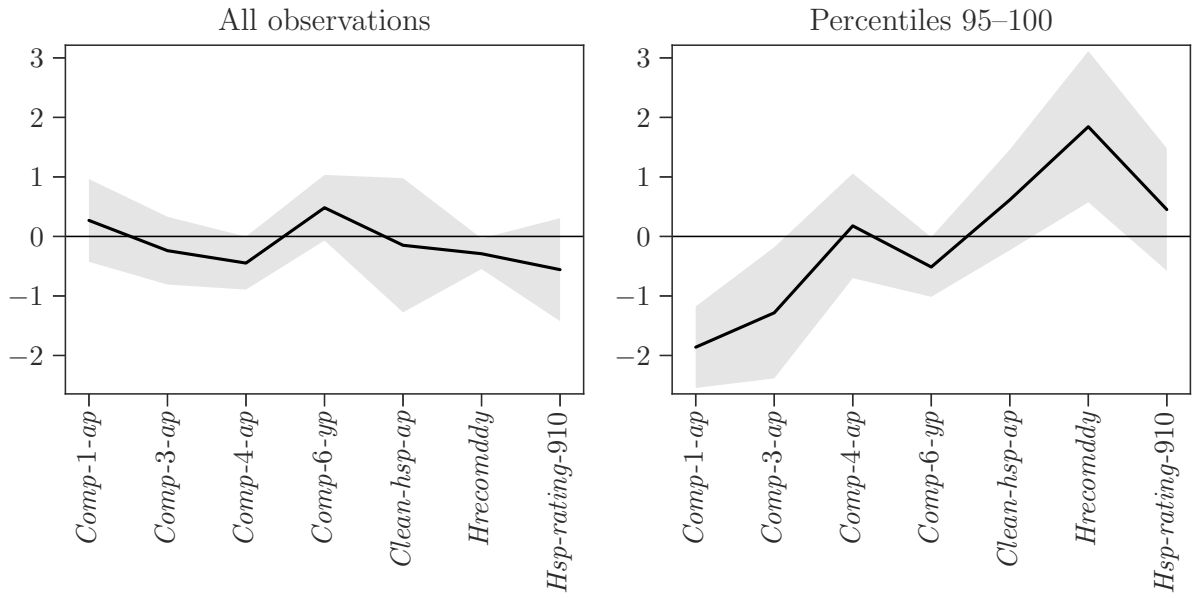 All observations
3
2
1
0
−1
−2
Comp-1-ap
Comp-3-ap
Comp-4-ap
Comp-6-yp
Clean-hsp-ap
Hrecomddy
Hsp-rating-910
Percentiles 95–100
3
2
1
0
−1
−2
Comp-1-ap
Comp-3-ap
Comp-4-ap
Comp-6-yp
Clean-hsp-ap
Hrecomddy
Hsp-rating-910